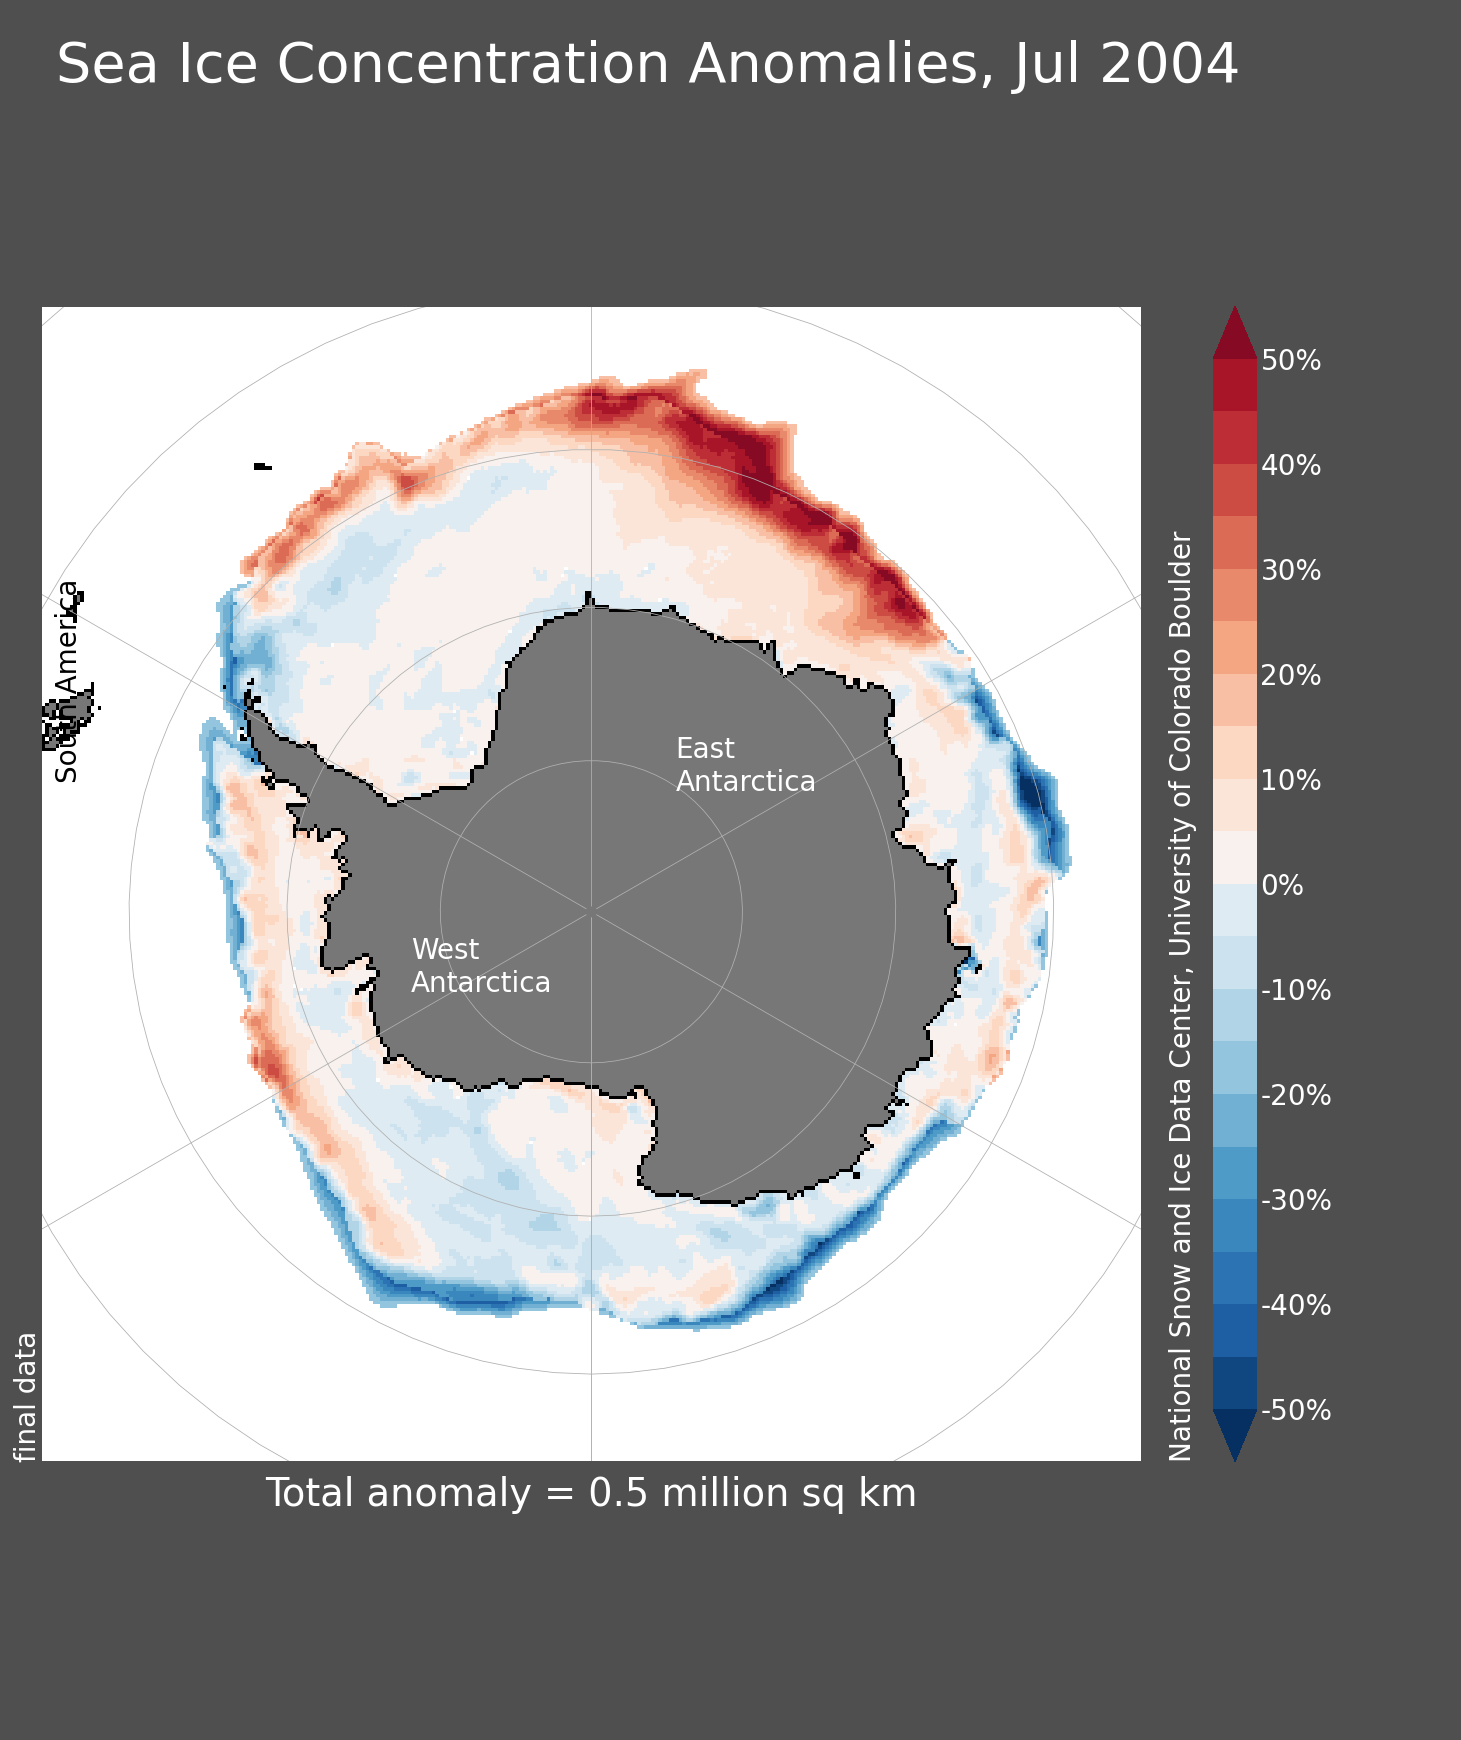 Sea Ice Concentration Anomalies, Jul 2004
South America
East
Antarctica
West
Antarctica
final data
National Snow and Ice Data Center, University of Colorado Boulder
50%
40%
30%
20%
10%
0%
-10%
-20%
-30%
-40%
-50%
Total anomaly = 0.5 million sq km